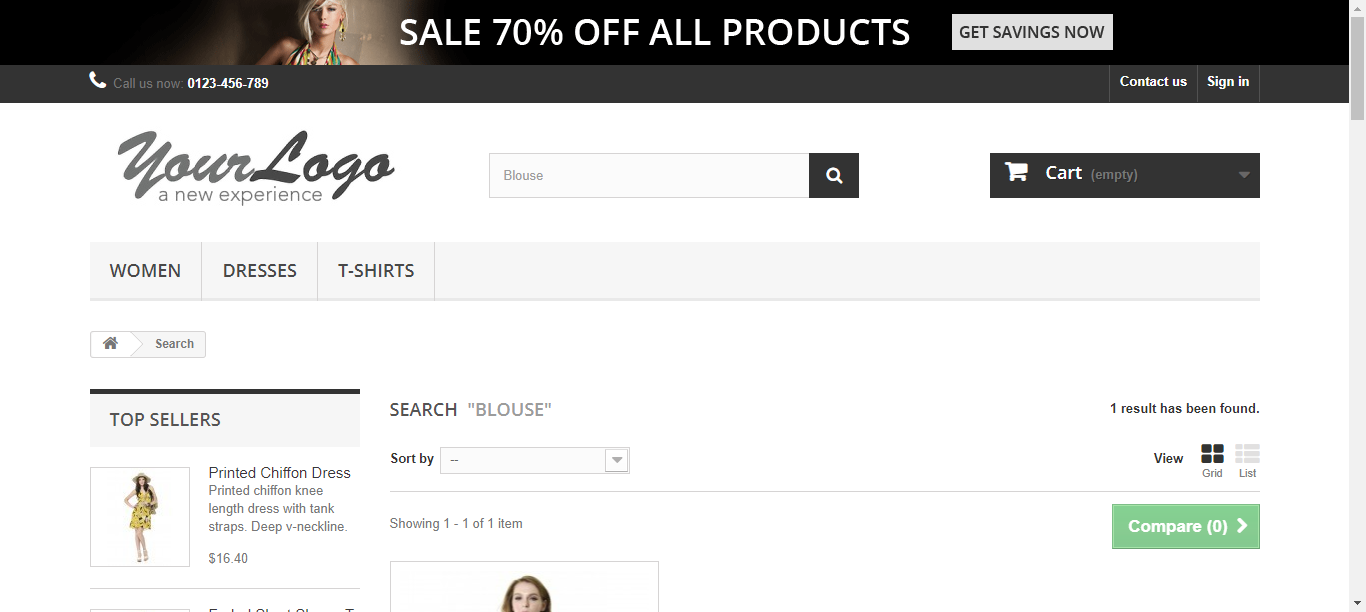 SALE 70% OFF ALL PRODUCTS
GET SAVINGS NOW
Call us now: 0123-456-789
Contact us
Sign in
YourLogo
a new experience
Blouse
Cart (empty)
WOMEN
DRESSES
T-SHIRTS
Search
TOP SELLERS
Printed Chiffon Dress
Printed chiffon knee
length dress with tank
straps. Deep v-neckline.
$16.40
SEARCH "BLOUSE"
1 result has been found.
Sort by
--
View
Grid
List
Showing 1 - 1 of 1 item
Compare (0)